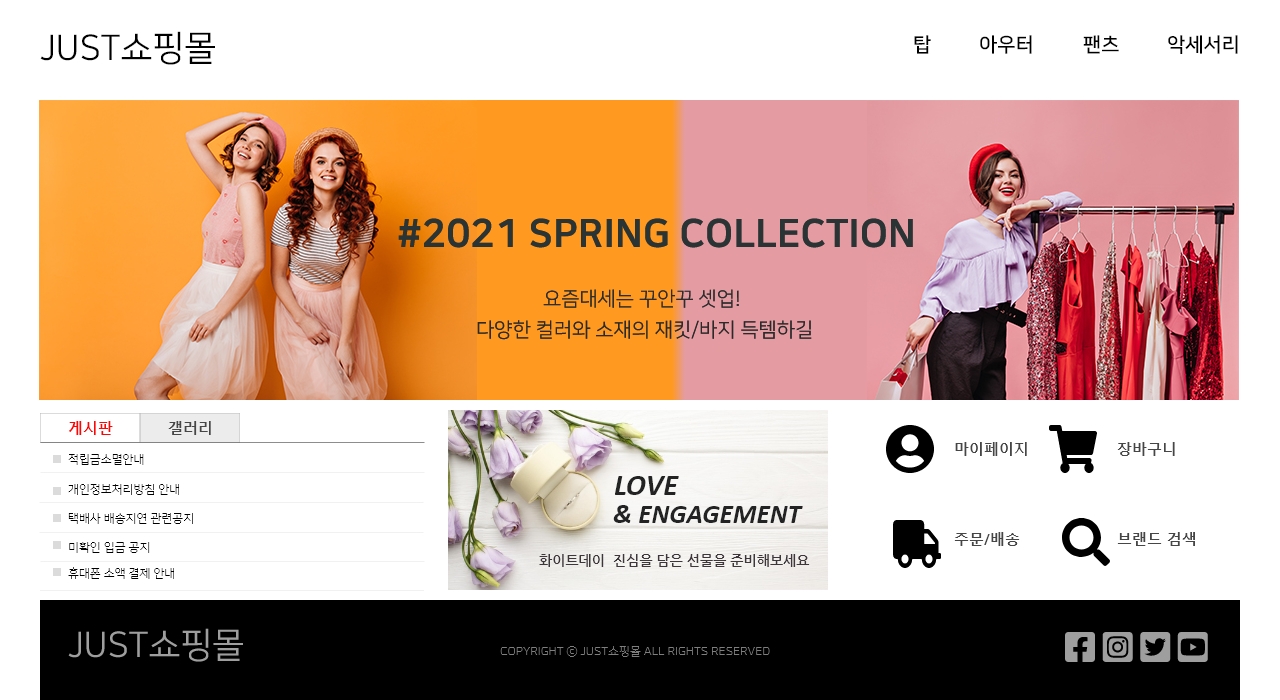 JUST쇼핑몰
탑 아우터 팬츠 악세서리
#2021 SPRING COLLECTION
요즘대세는 꾸안꾸 셋업!
다양한 컬러와 소재의 재킷/바지 득템하길
게시판 갤러리
적립금소멸안내
개인정보처리방침 안내
택배사 배송지연 관련공지
미확인 입금 공지
휴대폰 소액 결제 안내
LOVE
& ENGAGEMENT
화이트데이 진심을 담은 선물을 준비해보세요
마이페이지 장바구니
주문/배송 브랜드 검색
JUST쇼핑몰
COPYRIGHT ⓒ JUST쇼핑몰 ALL RIGHTS RESERVED